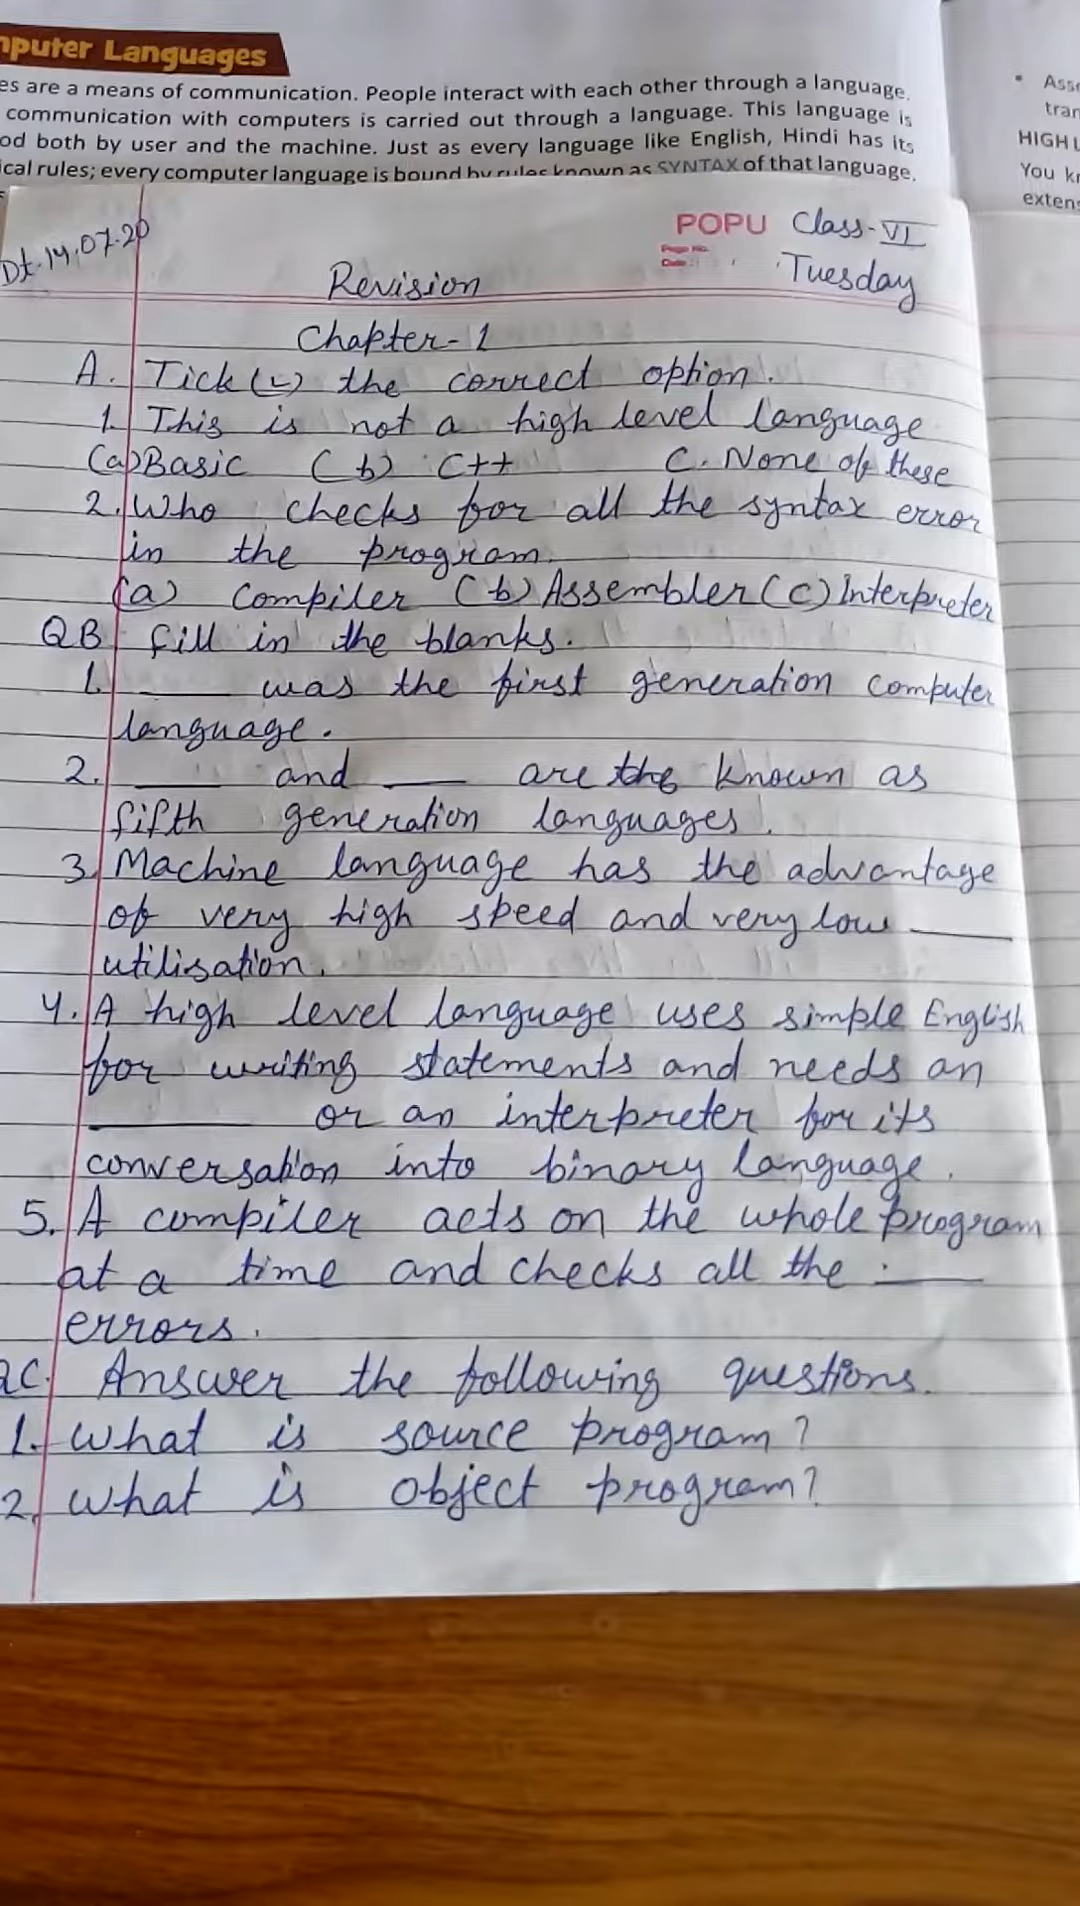 mputer Languages
es are a means of communication. People interact with each other through a language.
communication with computers is carried out through a language. This language is
od both by user and the machine. Just as every language like English, Hindi has its
ical rules; every computer language is bound by rules known as SYNTAX of that language.
• Asse
tran
HIGH L
You kn
extens
Dt. 14.07.20
POPU Class-VI
Page No.
Date
Tuesday
Revision
Chapter-1
A. Tick (✓) the correct option.
1. This is not a high level language
(a) Basic (b) C++ C. None of these
2. Who checks for all the syntax error
in the program.
(a) Compiler (b) Assembler (c) Interpreter
QB fill in the blanks.
1. ____ was the first generation computer
language.
2. ____ and ____ are the known as
fifth generation languages.
3. Machine language has the advantage
of very high speed and very low ____
utilisation.
4. A high level language uses simple English
for writing statements and needs an
____ or an interpreter for its
conversation into binary language.
5. A compiler acts on the whole program
at a time and checks all the ____
errors.
QC. Answer the following questions.
1. What is source program?
2. What is object program?